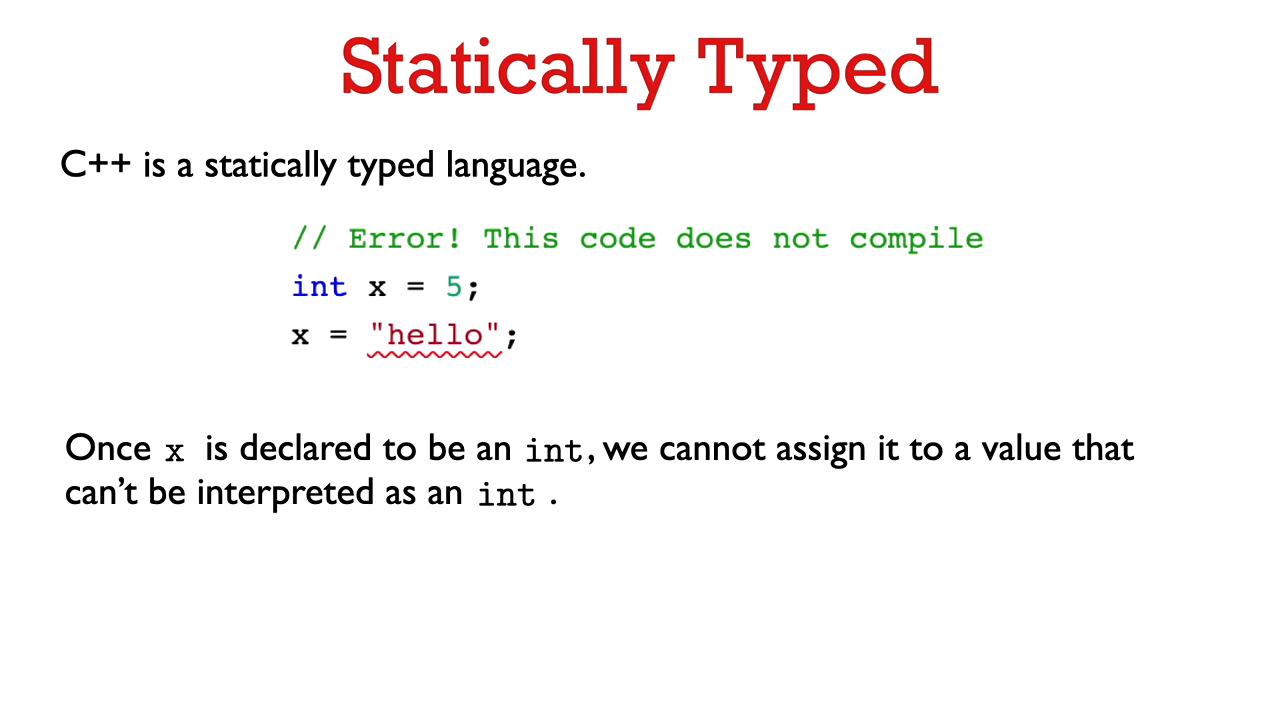 Statically Typed
C++ is a statically typed language.
// Error! This code does not compile
int x = 5;
x = "hello";
Once x is declared to be an int, we cannot assign it to a value that
can’t be interpreted as an int .